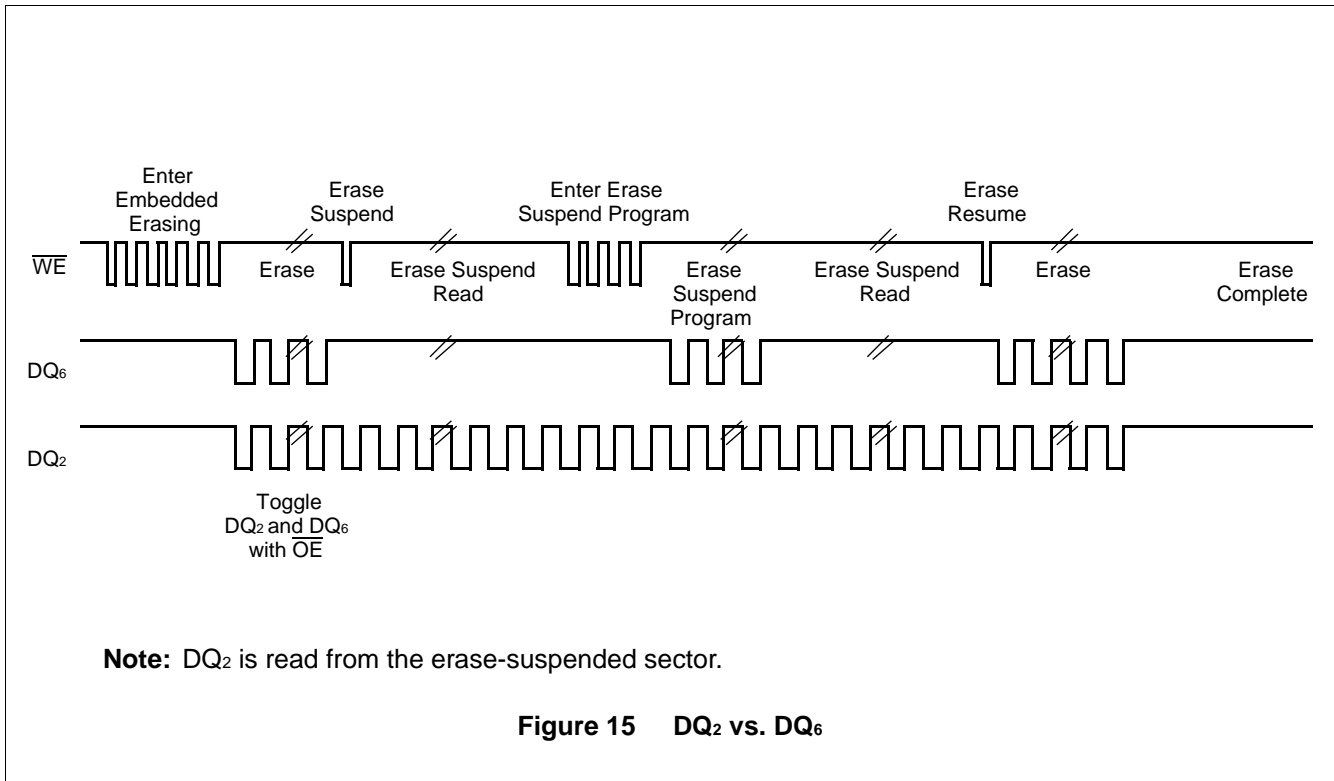 Enter
Embedded
Erasing
Erase
Suspend
Enter Erase
Suspend Program
Erase
Resume
WE
Erase
Erase Suspend
Read
Erase
Suspend
Program
Erase Suspend
Read
Erase
Erase
Complete
DQ6
DQ2
Toggle
DQ2 and DQ6
with OE
Note: DQ2 is read from the erase-suspended sector.
Figure 15 DQ2 vs. DQ6